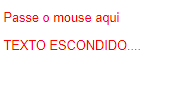 Passe o mouse aqui
TEXTO ESCONDIDO....